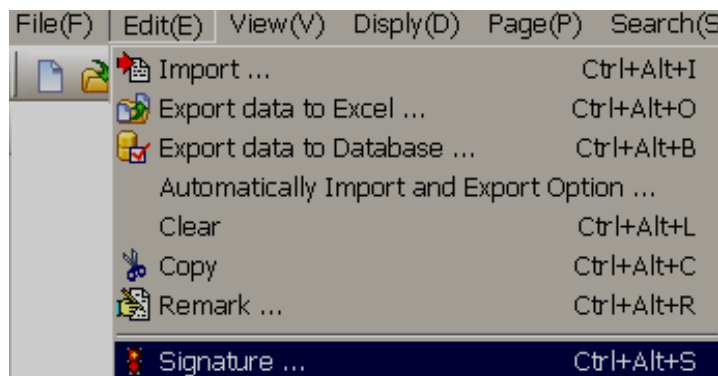 File(F) Edit(E) View(V) Disply(D) Page(P) Search(S
Import ... Ctrl+Alt+I
Export data to Excel ... Ctrl+Alt+O
Export data to Database ... Ctrl+Alt+B
Automatically Import and Export Option ...
Clear Ctrl+Alt+L
Copy Ctrl+Alt+C
Remark ... Ctrl+Alt+R
Signature ... Ctrl+Alt+S